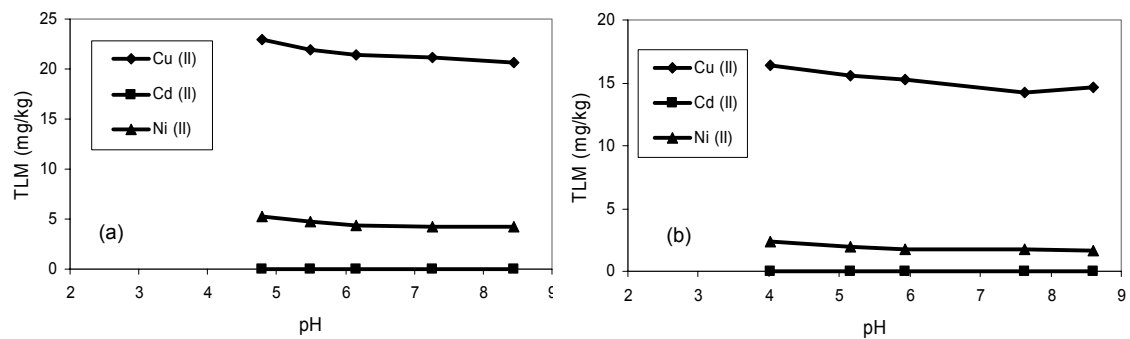 25
20
15
10
5
0
TLM (mg/kg)
Cu (II)
Cd (II)
Ni (II)
(a)
2 3 4 5 6 7 8 9
pH
20
15
10
5
0
TLM (mg/kg)
Cu (II)
Cd (II)
Ni (II)
(b)
2 3 4 5 6 7 8 9
pH